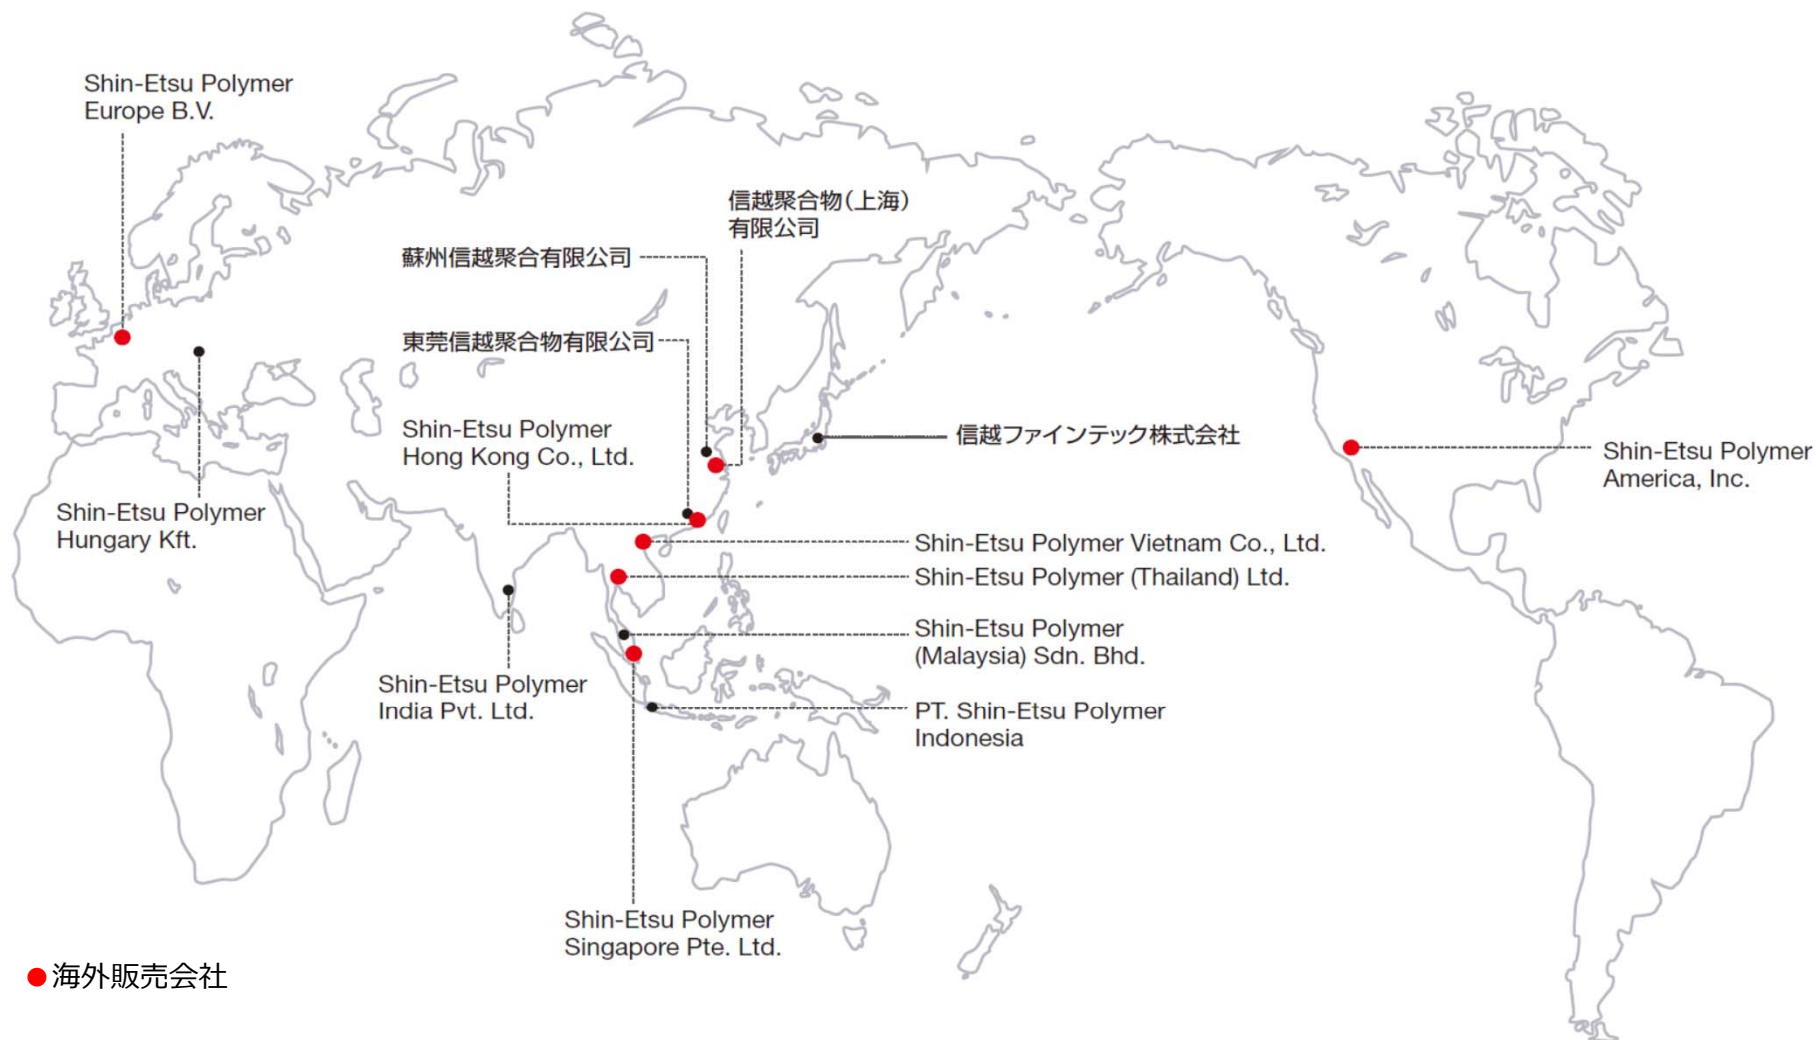 Shin-Etsu Polymer
Europe B.V.
信越聚合物(上海)
有限公司
蘇州信越聚合有限公司
東莞信越聚合物有限公司
Shin-Etsu Polymer
Hong Kong Co., Ltd.
信越ファインテック株式会社
Shin-Etsu Polymer
America, Inc.
Shin-Etsu Polymer
Hungary Kft.
Shin-Etsu Polymer Vietnam Co., Ltd.
Shin-Etsu Polymer (Thailand) Ltd.
Shin-Etsu Polymer
(Malaysia) Sdn. Bhd.
Shin-Etsu Polymer
India Pvt. Ltd.
PT. Shin-Etsu Polymer
Indonesia
Shin-Etsu Polymer
Singapore Pte. Ltd.
海外販売会社